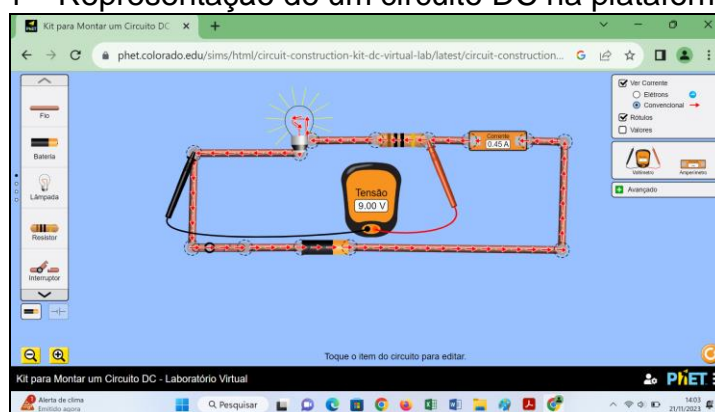 Representação de um circuito DC na plataform
Kit para Montar um Circuito DC
phet.colorado.edu/sims/html/circuit-construction-kit-dc-virtual-lab/latest/circuit-construction...
Fio
Bateria
Lâmpada
Resistor
Interruptor
Corrente
0.45 A
Tensão
9.00 V
Ver Corrente
Elétrons
Convencional
Rótulos
Valores
Voltímetro
Amperímetro
Avançado
Toque o item do circuito para editar.
Kit para Montar um Circuito DC - Laboratório Virtual
PhET
Alerta de clima
Emitido agora
Pesquisar
14:03
21/11/2023